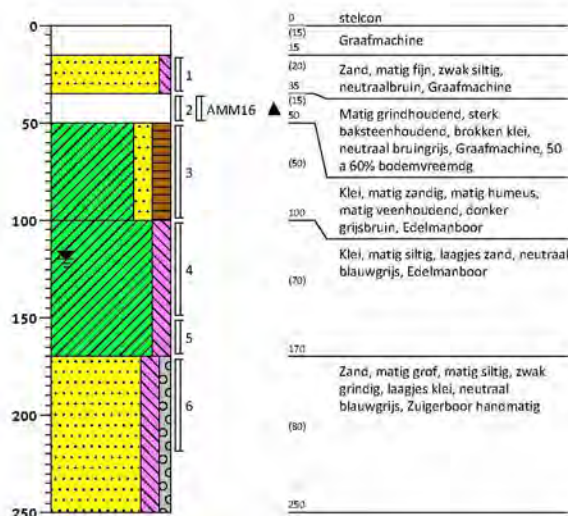 0
50
100
150
200
250
1
2
AMM16
3
4
5
6
0 stelcon
(15)
15
Graafmachine
(20)
35
Zand, matig fijn, zwak siltig,
neutraalbruin, Graafmachine
(15)
50
Matig grindhoudend, sterk
baksteenhoudend, brokken klei,
neutraal bruingrijs, Graafmachine, 50
a 60% bodemvreemdg
(50)
100
Klei, matig zandig, matig humeus,
matig veenhoudend, donker
grijsbruin, Edelmanboor
(70)
Klei, matig siltig, laagjes zand, neutraal
blauwgrijs, Edelmanboor
170
Zand, matig grof, matig siltig, zwak
grindig, laagjes klei, neutraal
blauwgrijs, Zuigerboor handmatig
(80)
250